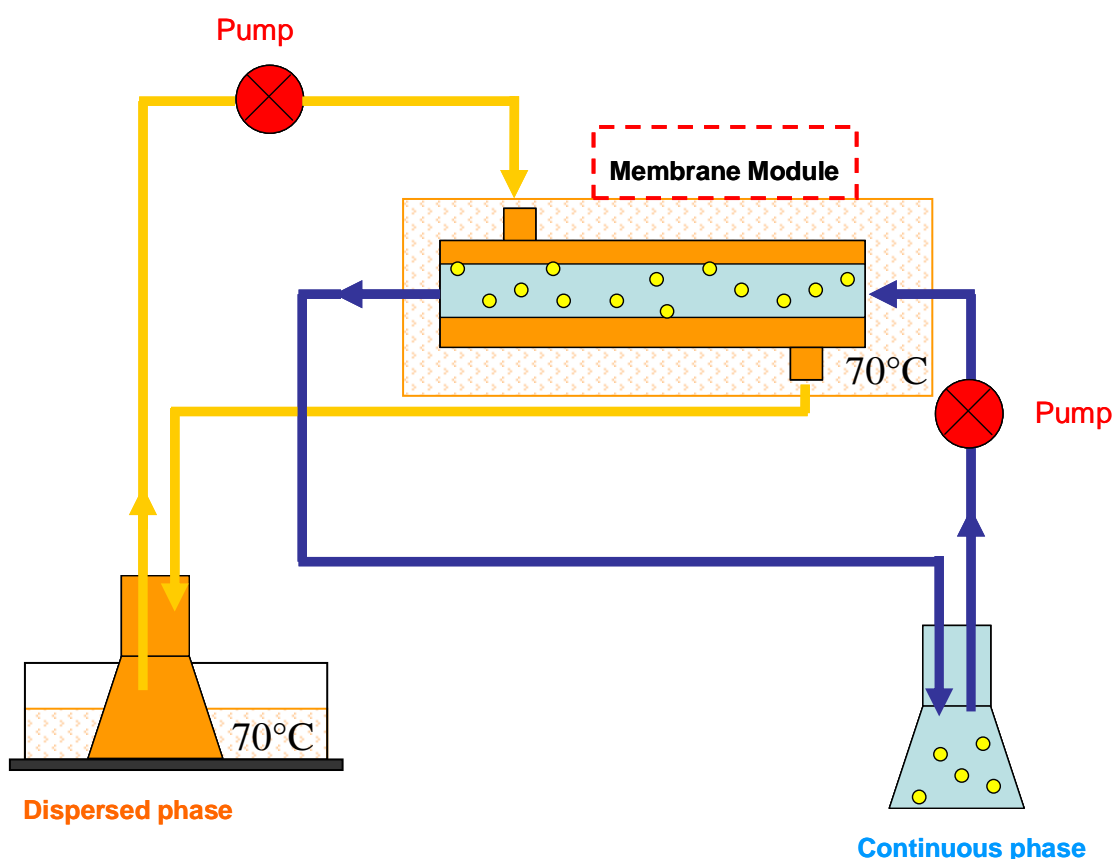 Pump
Membrane Module
70°C
Pump
70°C
Dispersed phase
Continuous phase